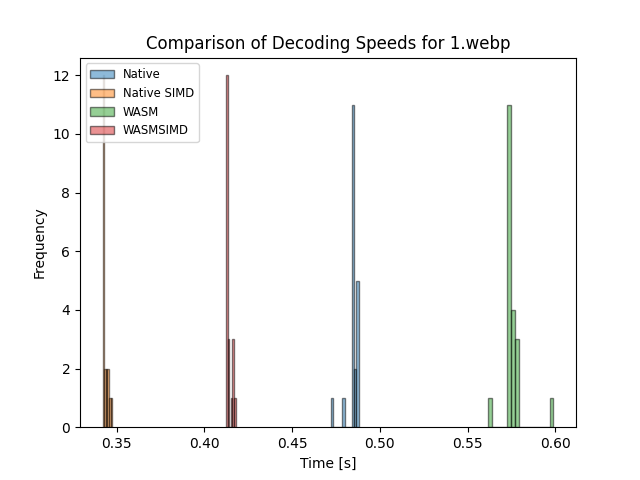 Comparison of Decoding Speeds for 1.webp
Native
Native SIMD
WASM
WASMSIMD
12
10
8
6
4
2
0
Frequency
0.35
0.40
0.45
0.50
0.55
0.60
Time [s]